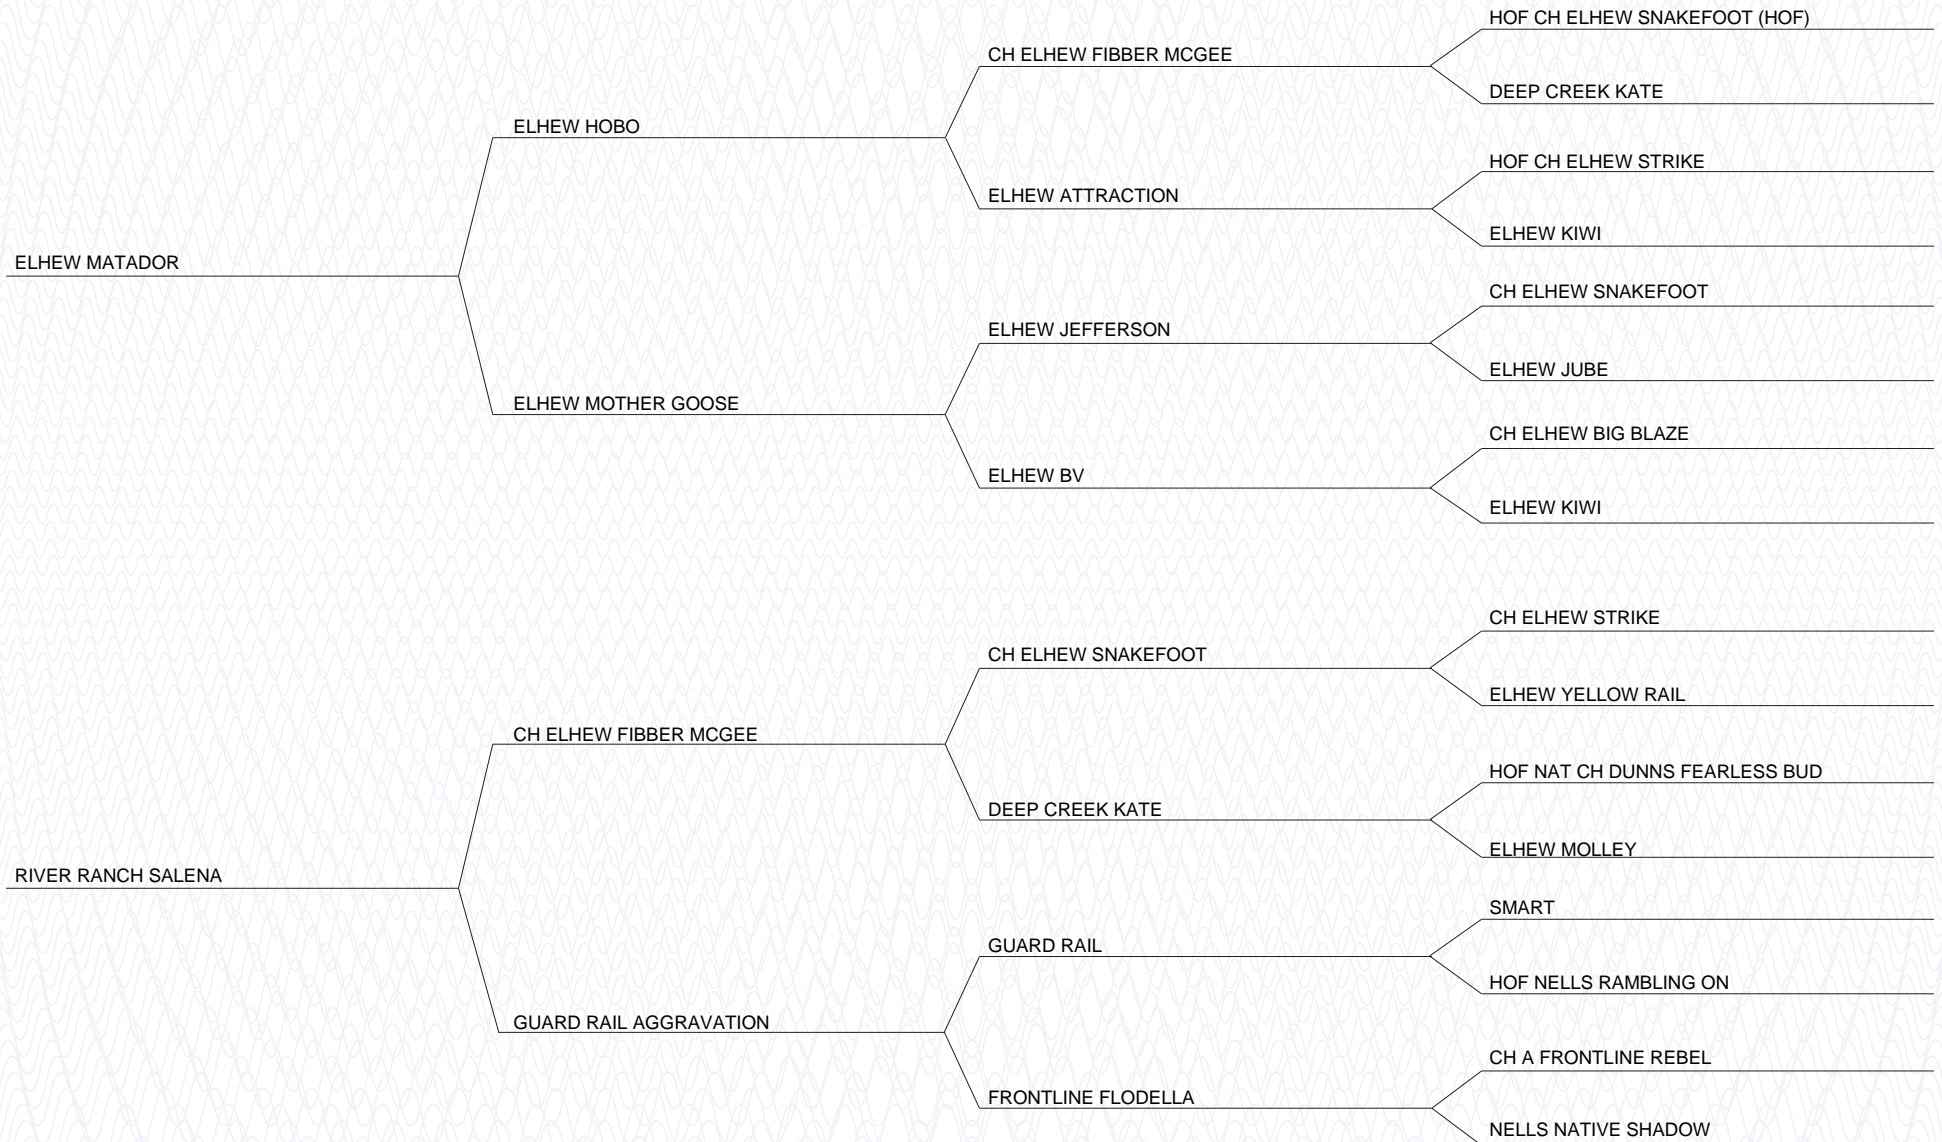 HOF CH ELHEW SNAKEFOOT (HOF)
CH ELHEW FIBBER MCGEE
DEEP CREEK KATE
ELHEW HOBO
HOF CH ELHEW STRIKE
ELHEW ATTRACTION
ELHEW KIWI
ELHEW MATADOR
CH ELHEW SNAKEFOOT
ELHEW JEFFERSON
ELHEW JUBE
ELHEW MOTHER GOOSE
CH ELHEW BIG BLAZE
ELHEW BV
ELHEW KIWI
CH ELHEW STRIKE
CH ELHEW SNAKEFOOT
ELHEW YELLOW RAIL
CH ELHEW FIBBER MCGEE
HOF NAT CH DUNNS FEARLESS BUD
DEEP CREEK KATE
ELHEW MOLLEY
RIVER RANCH SALENA
SMART
GUARD RAIL
HOF NELLS RAMBLING ON
GUARD RAIL AGGRAVATION
CH A FRONTLINE REBEL
FRONTLINE FLODELLA
NELLS NATIVE SHADOW